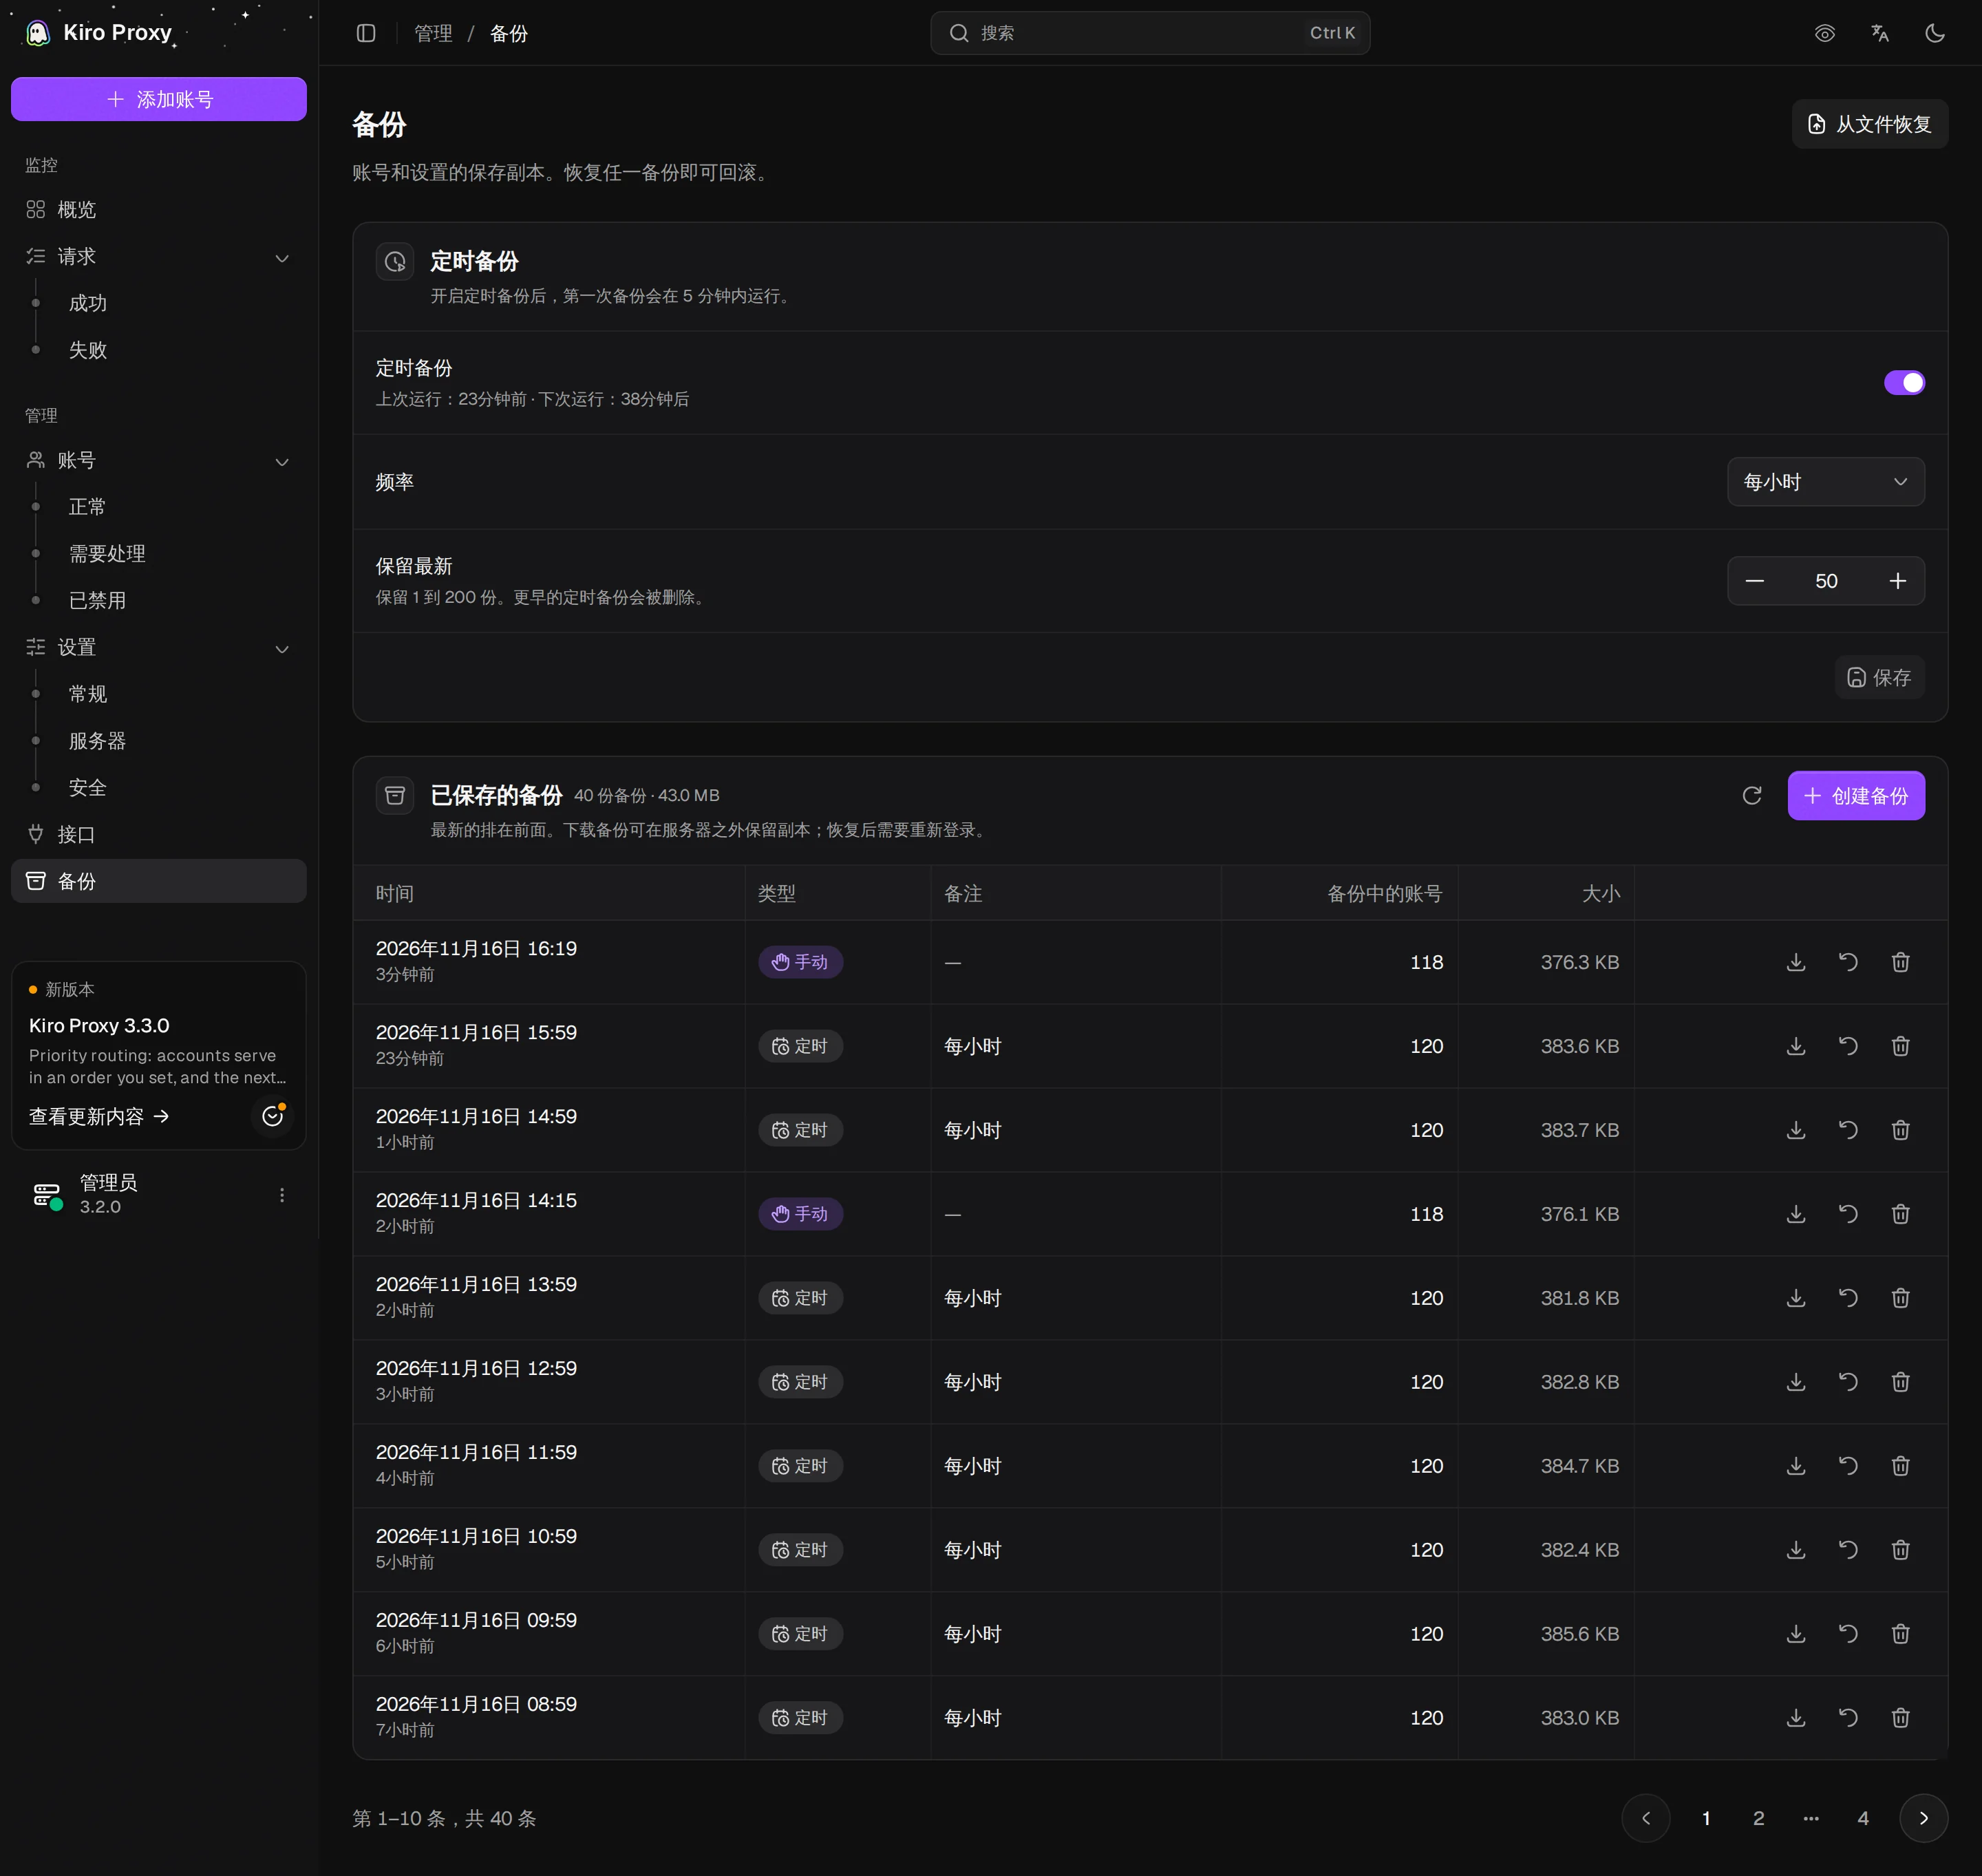 Kiro Proxy
添加账号
监控
概览
请求
成功
失败
管理
账号
正常
需要处理
已禁用
设置
常规
服务器
安全
接口
备份
新版本
Kiro Proxy 3.3.0
Priority routing: accounts serve
in an order you set, and the next…
查看更新内容 →
管理员
3.2.0
管理 / 备份
搜索 Ctrl K
备份
账号和设置的保存副本。恢复任一备份即可回滚。
从文件恢复
定时备份
开启定时备份后，第一次备份会在 5 分钟内运行。
定时备份
上次运行：23分钟前 · 下次运行：38分钟后
频率
每小时
保留最新
保留 1 到 200 份。更早的定时备份会被删除。
50
保存
已保存的备份 40 份备份 · 43.0 MB
最新的排在前面。下载备份可在服务器之外保留副本；恢复后需要重新登录。
创建备份
时间 类型 备注 备份中的账号 大小
2026年11月16日 16:19
3分钟前
手动 — 118 376.3 KB
2026年11月16日 15:59
23分钟前
定时 每小时 120 383.6 KB
2026年11月16日 14:59
1小时前
定时 每小时 120 383.7 KB
2026年11月16日 14:15
2小时前
手动 — 118 376.1 KB
2026年11月16日 13:59
2小时前
定时 每小时 120 381.8 KB
2026年11月16日 12:59
3小时前
定时 每小时 120 382.8 KB
2026年11月16日 11:59
4小时前
定时 每小时 120 384.7 KB
2026年11月16日 10:59
5小时前
定时 每小时 120 382.4 KB
2026年11月16日 09:59
6小时前
定时 每小时 120 385.6 KB
2026年11月16日 08:59
7小时前
定时 每小时 120 383.0 KB
第 1–10 条，共 40 条
1 2 ••• 4